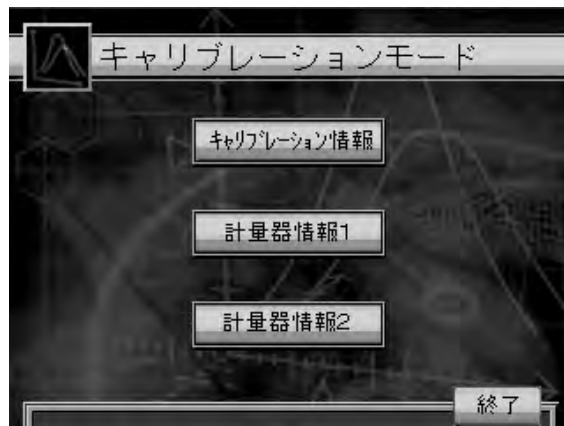 キャリブレーションモード
ｷｬﾘﾌﾞﾚｰｼｮﾝ情報
計量器情報1
計量器情報2
終了